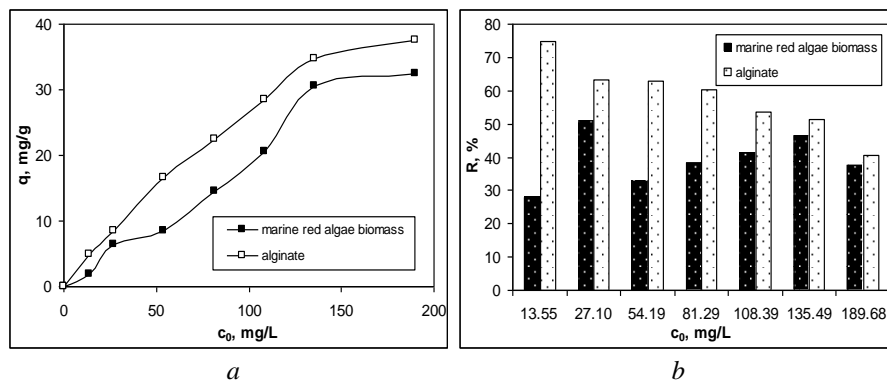 40
30
20
10
0
q, mg/g
marine red algae biomass
alginate
0 50 100 150 200
c0, mg/L
a
80
70
60
50
40
30
20
10
0
R, %
marine red algae biomass
alginate
13.55 27.10 54.19 81.29 108.39 135.49 189.68
c0, mg/L
b